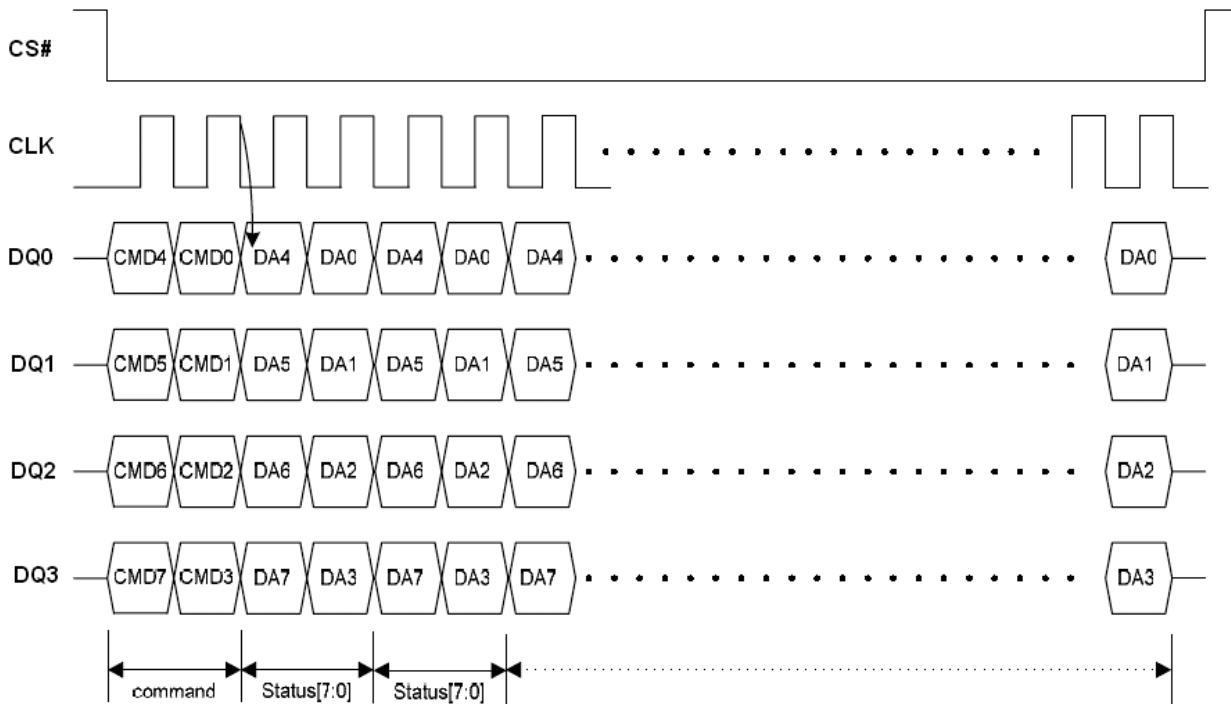 CS#
CLK
DQ0 CMD4 CMD0 DA4 DA0 DA4 DA0 DA4 DA0
DQ1 CMD5 CMD1 DA5 DA1 DA5 DA1 DA5 DA1
DQ2 CMD6 CMD2 DA6 DA2 DA6 DA2 DA6 DA2
DQ3 CMD7 CMD3 DA7 DA3 DA7 DA3 DA7 DA3
command Status[7:0] Status[7:0]